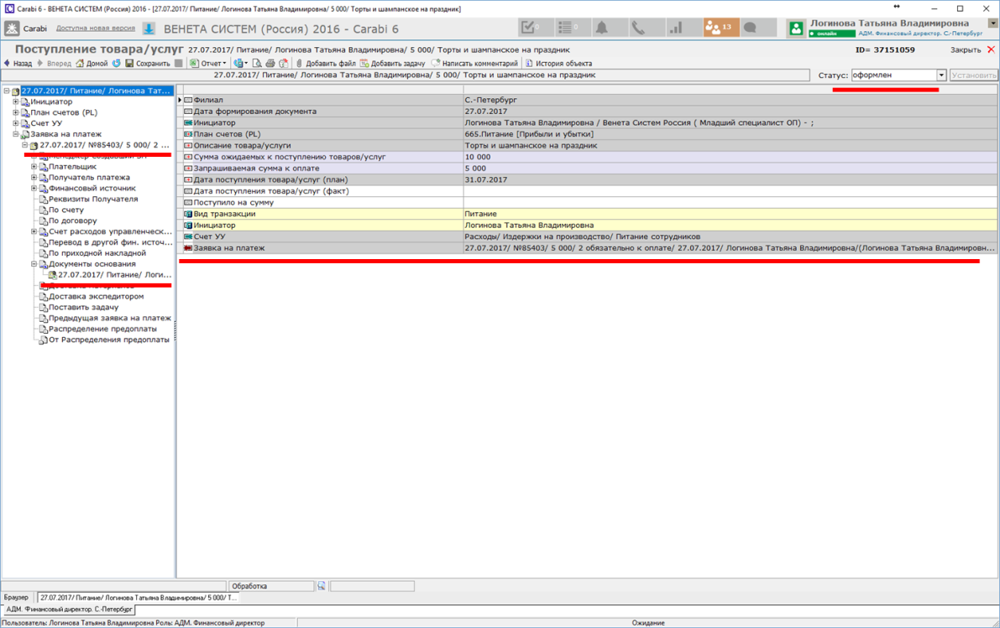 Carabi 6 - ВЕНЕТА СИСТЕМ (Россия) 2016 - [27.07.2017/ Питание/ Логинова Татьяна Владимировна/ 5 000/ Торты и шампанское на праздник]
Carabi Доступна новая версия ВЕНЕТА СИСТЕМ (Россия) 2016 - Carabi 6 0 0 13 Логинова Татьяна Владимировна
онлайн АДМ. Финансовый директор. С.-Петербург
Поступление товара/услуг 27.07.2017/ Питание/ Логинова Татьяна Владимировна/ 5 000/ Торты и шампанское на праздник ID= 37151059 Закрыть
Назад Вперед Домой Сохранить Отчет Добавить файл Добавить задачу Написать комментарий История объекта
27.07.2017/ Питание/ Логинова Татьяна Владимировна/ 5 000/ Торты и шампанское на праздник Статус: оформлен Установить
27.07.2017/ Питание/ Логинова Тат...
Инициатор
План счетов (PL)
Счет УУ
Заявка на платеж
27.07.2017/ №85403/ 5 000/ 2 ...
Плательщик
Получатель платежа
Финансовый источник
Реквизиты Получателя
По счету
По договору
Счет расходов управленческ...
Перевод в другой фин. источ...
По приходной накладной
Документы основания
27.07.2017/ Питание/ Логи...
Доставка экспедитором
Поставить задачу
Предыдущая заявка на платеж
Распределение предоплаты
От Распределения предоплаты
Филиал С.-Петербург
Дата формирования документа 27.07.2017
Инициатор Логинова Татьяна Владимировна / Венета Систем Россия ( Младший специалист ОП) - ;
План счетов (PL) 665.Питание [Прибыли и убытки]
Описание товара/услуги Торты и шампанское на праздник
Сумма ожидаемых к поступлению товаров/услуг 10 000
Запрашиваемая сумма к оплате 5 000
Дата поступления товара/услуг (план) 31.07.2017
Дата поступления товара/услуг (факт)
Поступило на сумму
Вид транзакции Питание
Инициатор Логинова Татьяна Владимировна
Счет УУ Расходы/ Издержки на производство/ Питание сотрудников
Заявка на платеж 27.07.2017/ №85403/ 5 000/ 2 обязательно к оплате/ 27.07.2017/ Логинова Татьяна Владимировна/(Логинова Татьяна Владимировн...
Обработка
Браузер 27.07.2017/ Питание/ Логинова Татьяна Владимировна/ 5 000/ Т...
АДМ. Финансовый директор. С.-Петербург
Пользователь: Логинова Татьяна Владимировна Роль: АДМ. Финансовый директор Ожидание